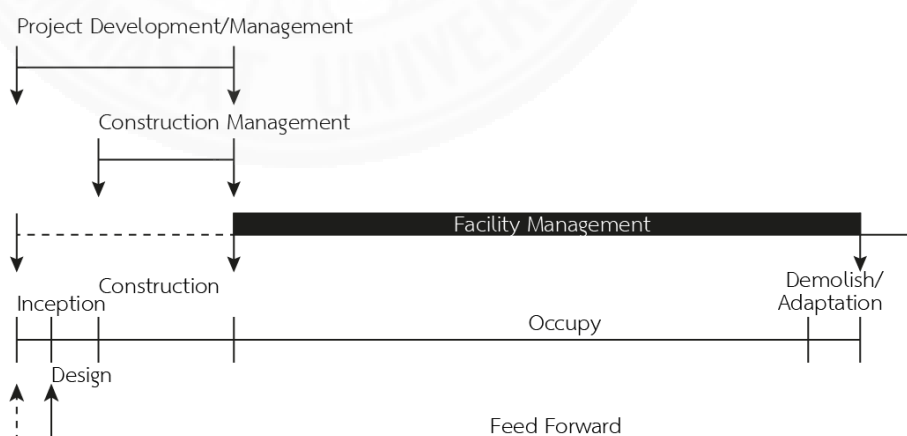 Project Development/Management
Construction Management
Facility Management
Construction
Inception
Demolish/
Adaptation
Occupy
Design
Feed Forward